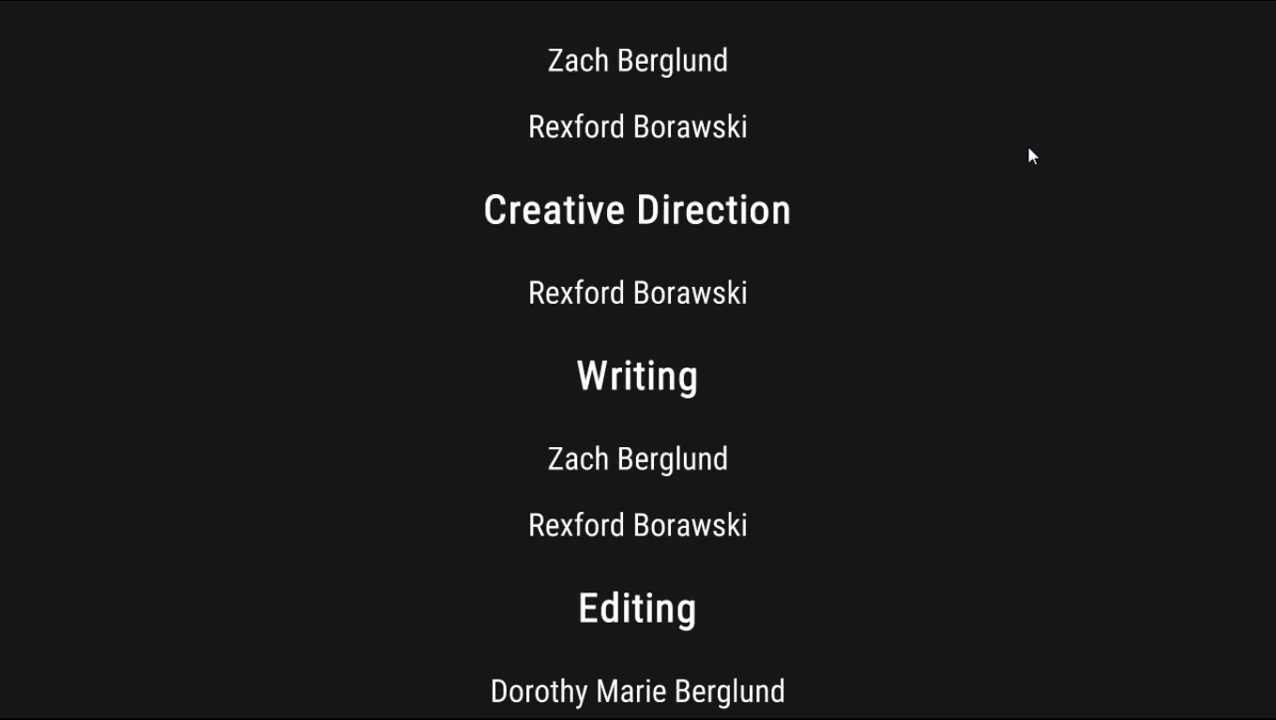 Zach Berglund
Rexford Borawski
Creative Direction
Rexford Borawski
Writing
Zach Berglund
Rexford Borawski
Editing
Dorothy Marie Berglund